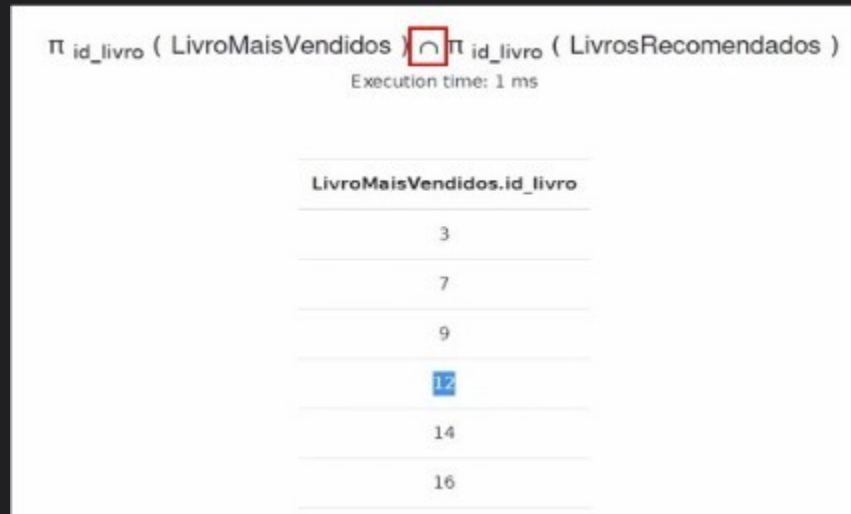 π id_livro ( LivroMaisVendidos ) ∩ π id_livro ( LivrosRecomendados )
Execution time: 1 ms
LivroMaisVendidos.id_livro
3
7
9
12
14
16